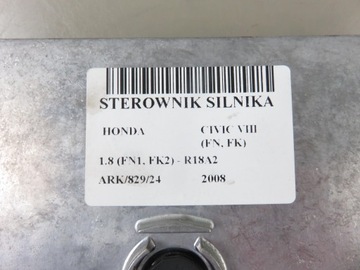 STEROWNIK SILNIKA
HONDA CIVIC VIII
(FN, FK)
1.8 (FN1, FK2) - R18A2
ARK/829/24 2008